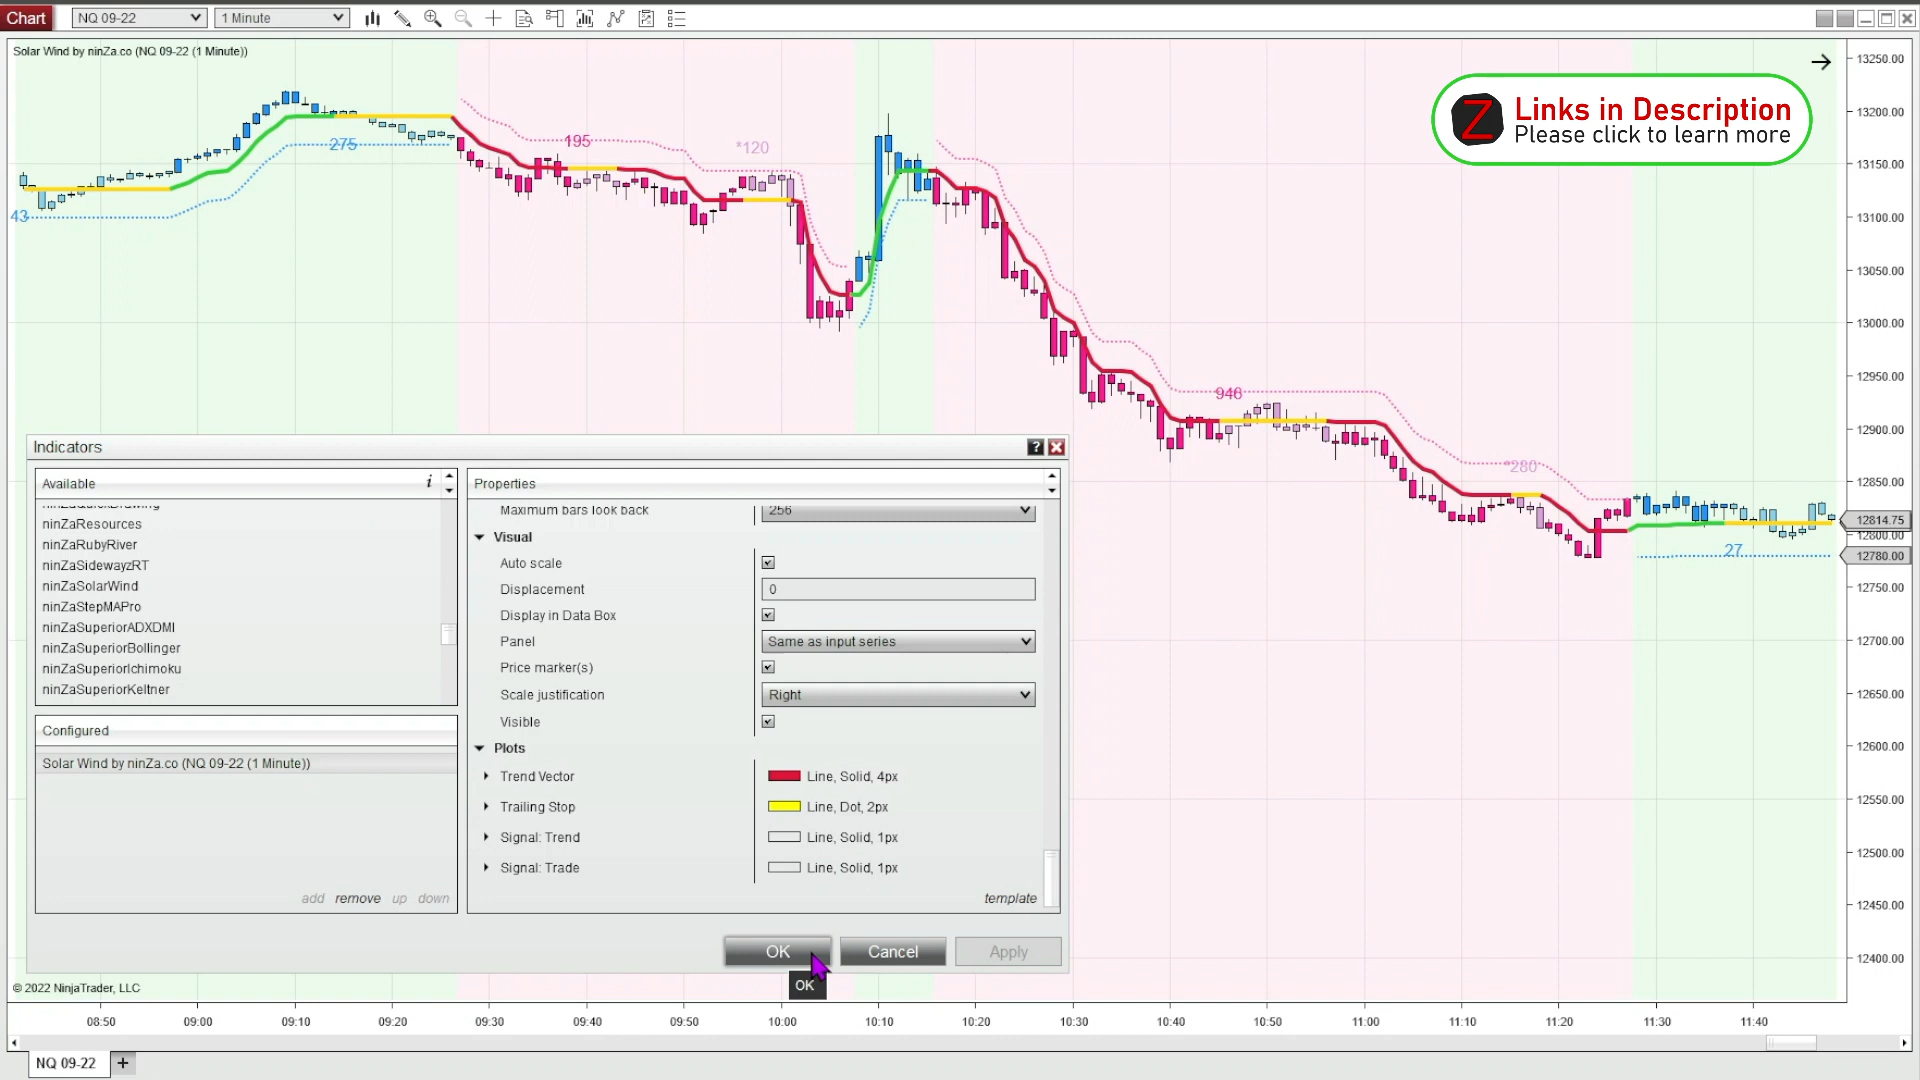 Chart
NQ 09-22
1 Minute
Solar Wind by ninZa.co (NQ 09-22 (1 Minute))
Links in Description
Please click to learn more
Z
43
275
195
*120
946
*280
27
13250.00
13200.00
13150.00
13100.00
13050.00
13000.00
12950.00
12900.00
12850.00
12814.75
12800.00
12780.00
12750.00
12700.00
12650.00
12600.00
12550.00
12500.00
12450.00
12400.00
Indicators
?
Available
i
ninZaQuickDrawing
ninZaResources
ninZaRubyRiver
ninZaSidewayzRT
ninZaSolarWind
ninZaStepMAPro
ninZaSuperiorADXDMI
ninZaSuperiorBollinger
ninZaSuperiorIchimoku
ninZaSuperiorKeltner
Configured
Solar Wind by ninZa.co (NQ 09-22 (1 Minute))
add remove up down
Properties
Maximum bars look back 256
Visual
Auto scale
Displacement 0
Display in Data Box
Panel Same as input series
Price marker(s)
Scale justification Right
Visible
Plots
Trend Vector Line, Solid, 4px
Trailing Stop Line, Dot, 2px
Signal: Trend Line, Solid, 1px
Signal: Trade Line, Solid, 1px
template
OK Cancel Apply
OK
© 2022 NinjaTrader, LLC
08:50 09:00 09:10 09:20 09:30 09:40 09:50 10:00 10:10 10:20 10:30 10:40 10:50 11:00 11:10 11:20 11:30 11:40
NQ 09-22 +